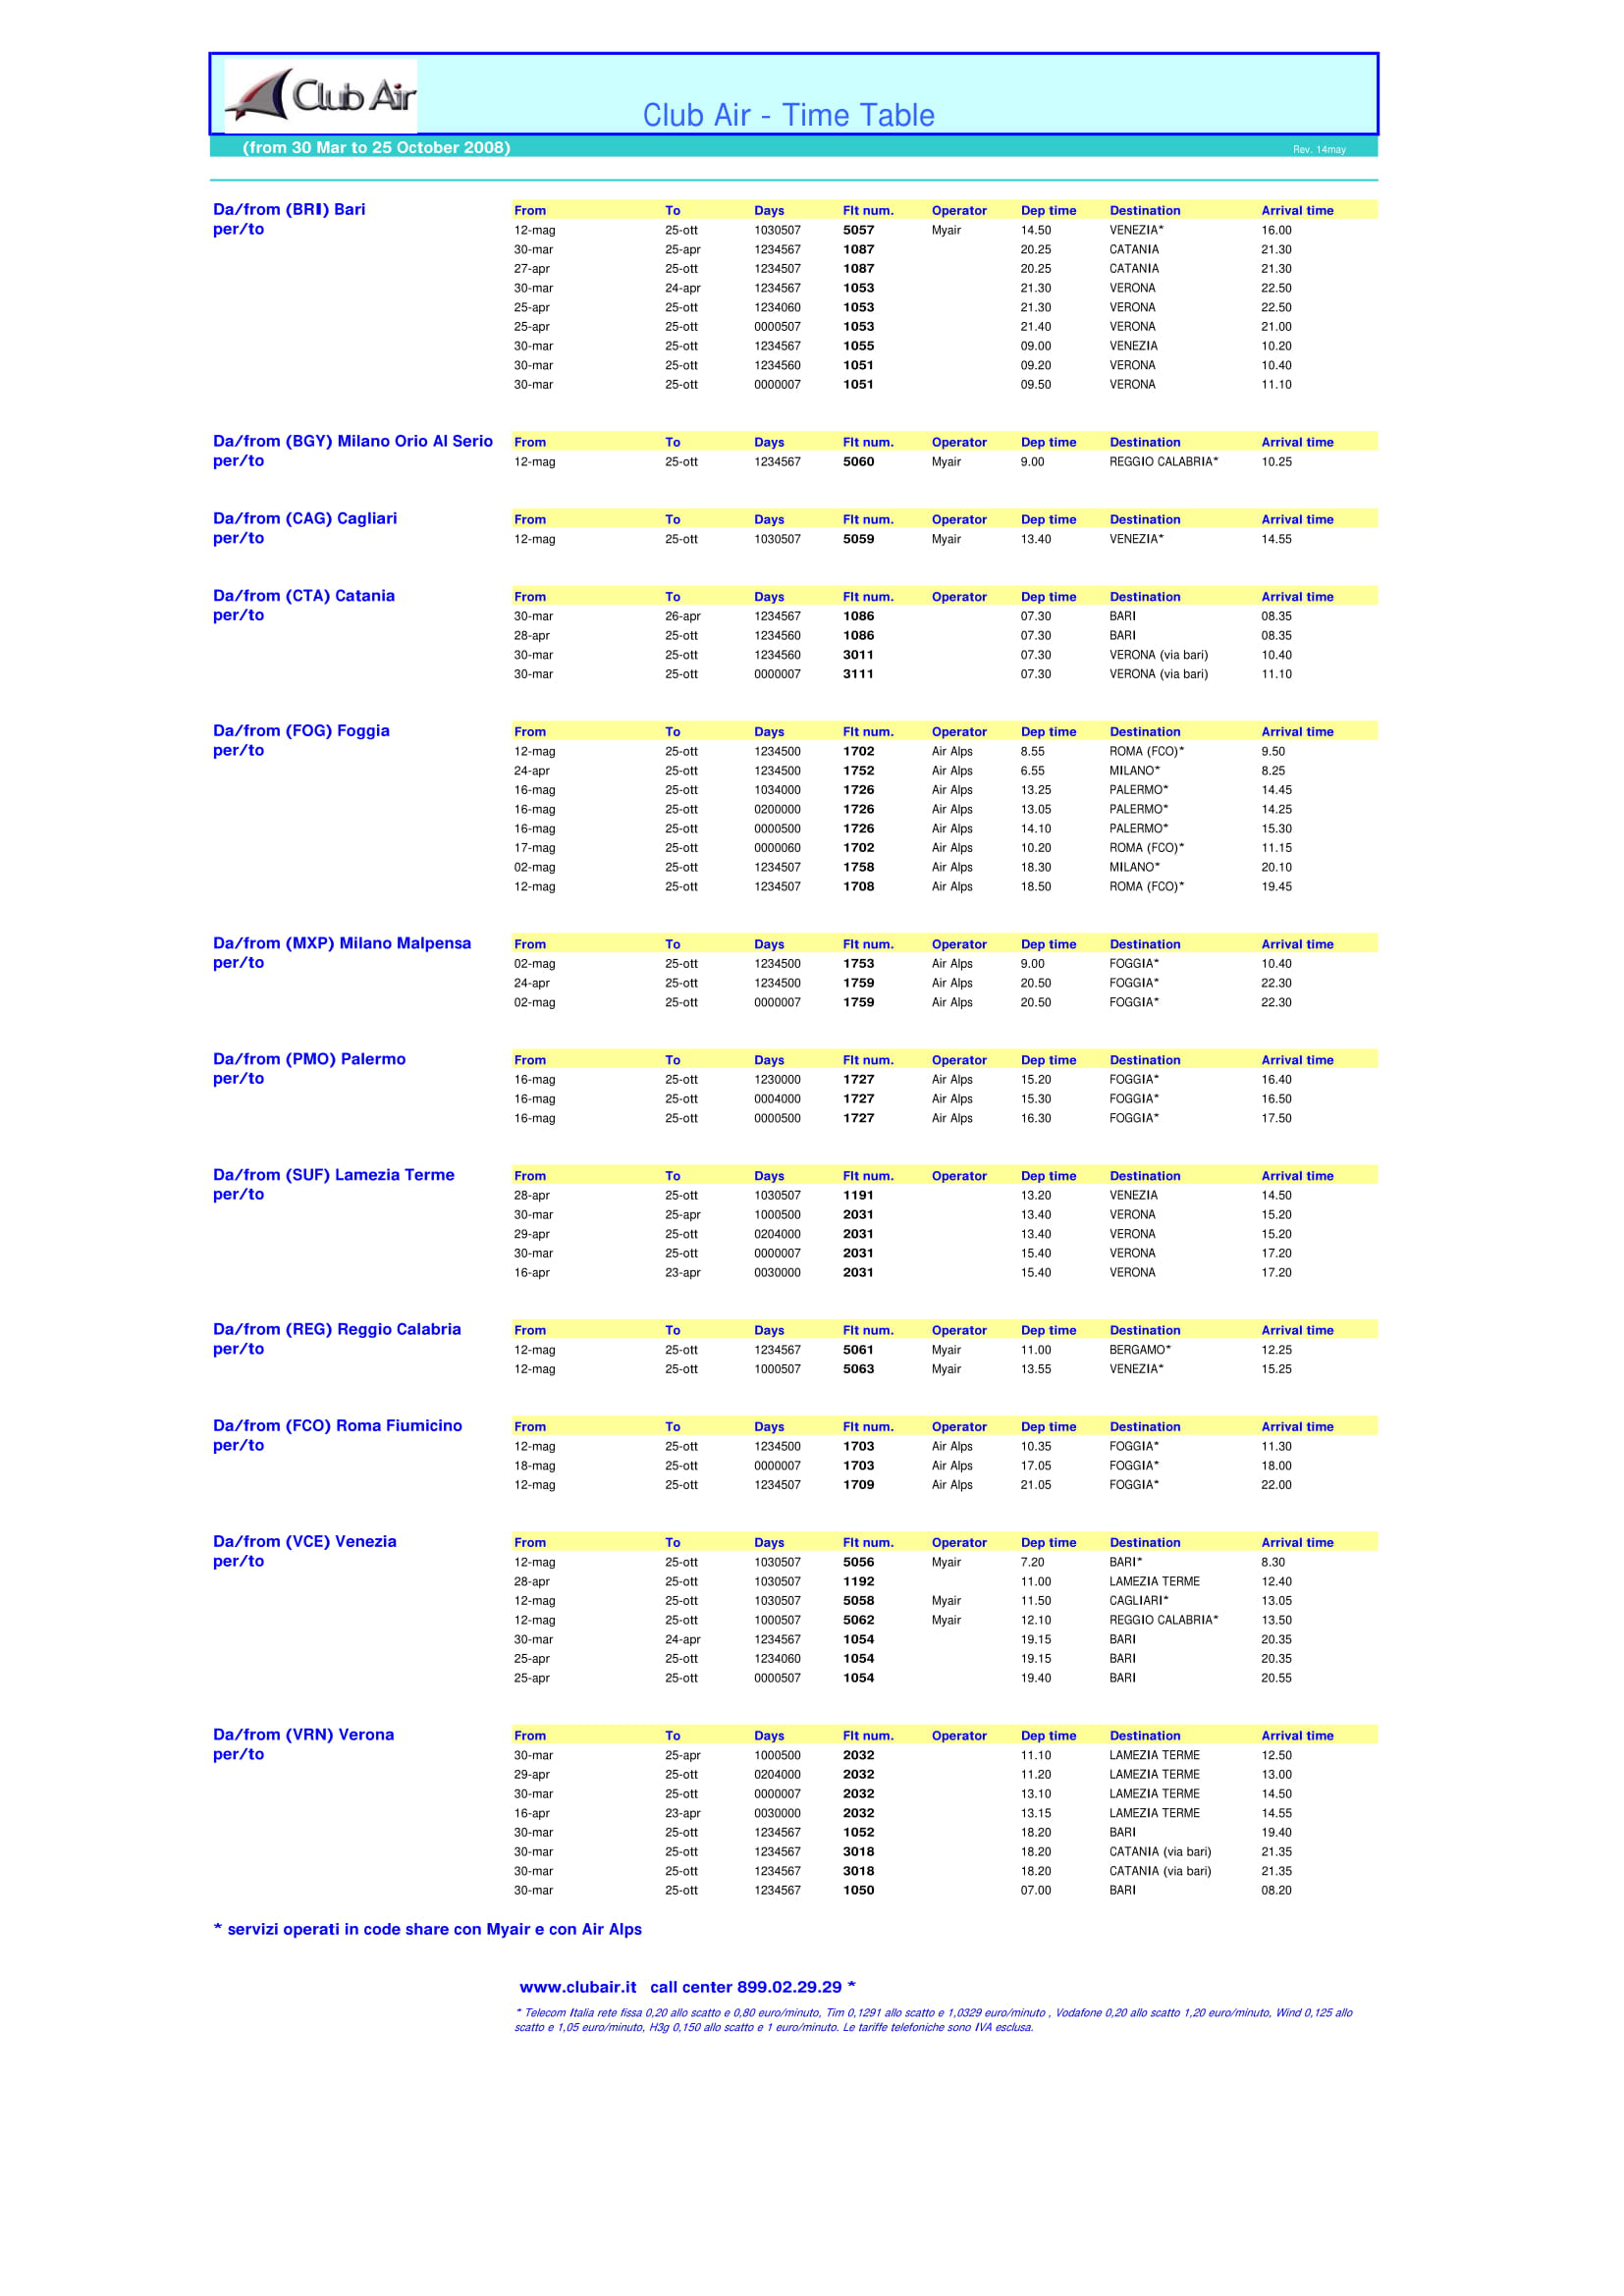 Club Air
Club Air - Time Table
(from 30 Mar to 25 October 2008) Rev. 14may
Da/from (BRI) Bari From To Days Flt num. Operator Dep time Destination Arrival time
per/to 12-mag 25-ott 1030507 5057 Myair 14.50 VENEZIA* 16.00
30-mar 25-apr 1234567 1087 20.25 CATANIA 21.30
27-apr 25-ott 1234507 1087 20.25 CATANIA 21.30
30-mar 24-apr 1234567 1053 21.30 VERONA 22.50
25-apr 25-ott 1234060 1053 21.30 VERONA 22.50
25-apr 25-ott 0000507 1053 21.40 VERONA 21.00
30-mar 25-ott 1234567 1055 09.00 VENEZIA 10.20
30-mar 25-ott 1234560 1051 09.20 VERONA 10.40
30-mar 25-ott 0000007 1051 09.50 VERONA 11.10
Da/from (BGY) Milano Orio Al Serio From To Days Flt num. Operator Dep time Destination Arrival time
per/to 12-mag 25-ott 1234567 5060 Myair 9.00 REGGIO CALABRIA* 10.25
Da/from (CAG) Cagliari From To Days Flt num. Operator Dep time Destination Arrival time
per/to 12-mag 25-ott 1030507 5059 Myair 13.40 VENEZIA* 14.55
Da/from (CTA) Catania From To Days Flt num. Operator Dep time Destination Arrival time
per/to 30-mar 26-apr 1234567 1086 07.30 BARI 08.35
28-apr 25-ott 1234560 1086 07.30 BARI 08.35
30-mar 25-ott 1234560 3011 07.30 VERONA (via bari) 10.40
30-mar 25-ott 0000007 3111 07.30 VERONA (via bari) 11.10
Da/from (FOG) Foggia From To Days Flt num. Operator Dep time Destination Arrival time
per/to 12-mag 25-ott 1234500 1702 Air Alps 8.55 ROMA (FCO)* 9.50
24-apr 25-ott 1234500 1752 Air Alps 6.55 MILANO* 8.25
16-mag 25-ott 1034000 1726 Air Alps 13.25 PALERMO* 14.45
16-mag 25-ott 0200000 1726 Air Alps 13.05 PALERMO* 14.25
16-mag 25-ott 0000500 1726 Air Alps 14.10 PALERMO* 15.30
17-mag 25-ott 0000060 1702 Air Alps 10.20 ROMA (FCO)* 11.15
02-mag 25-ott 1234507 1758 Air Alps 18.30 MILANO* 20.10
12-mag 25-ott 1234507 1708 Air Alps 18.50 ROMA (FCO)* 19.45
Da/from (MXP) Milano Malpensa From To Days Flt num. Operator Dep time Destination Arrival time
per/to 02-mag 25-ott 1234500 1753 Air Alps 9.00 FOGGIA* 10.40
24-apr 25-ott 1234500 1759 Air Alps 20.50 FOGGIA* 22.30
02-mag 25-ott 0000007 1759 Air Alps 20.50 FOGGIA* 22.30
Da/from (PMO) Palermo From To Days Flt num. Operator Dep time Destination Arrival time
per/to 16-mag 25-ott 1230000 1727 Air Alps 15.20 FOGGIA* 16.40
16-mag 25-ott 0004000 1727 Air Alps 15.30 FOGGIA* 16.50
16-mag 25-ott 0000500 1727 Air Alps 16.30 FOGGIA* 17.50
Da/from (SUF) Lamezia Terme From To Days Flt num. Operator Dep time Destination Arrival time
per/to 28-apr 25-ott 1030507 1191 13.20 VENEZIA 14.50
30-mar 25-apr 1000500 2031 13.40 VERONA 15.20
29-apr 25-ott 0204000 2031 13.40 VERONA 15.20
30-mar 25-ott 0000007 2031 15.40 VERONA 17.20
16-apr 23-apr 0030000 2031 15.40 VERONA 17.20
Da/from (REG) Reggio Calabria From To Days Flt num. Operator Dep time Destination Arrival time
per/to 12-mag 25-ott 1234567 5061 Myair 11.00 BERGAMO* 12.25
12-mag 25-ott 1000507 5063 Myair 13.55 VENEZIA* 15.25
Da/from (FCO) Roma Fiumicino From To Days Flt num. Operator Dep time Destination Arrival time
per/to 12-mag 25-ott 1234500 1703 Air Alps 10.35 FOGGIA* 11.30
18-mag 25-ott 0000007 1703 Air Alps 17.05 FOGGIA* 18.00
12-mag 25-ott 1234507 1709 Air Alps 21.05 FOGGIA* 22.00
Da/from (VCE) Venezia From To Days Flt num. Operator Dep time Destination Arrival time
per/to 12-mag 25-ott 1030507 5056 Myair 7.20 BARI* 8.30
28-apr 25-ott 1030507 1192 11.00 LAMEZIA TERME 12.40
12-mag 25-ott 1030507 5058 Myair 11.50 CAGLIARI* 13.05
12-mag 25-ott 1000507 5062 Myair 12.10 REGGIO CALABRIA* 13.50
30-mar 24-apr 1234567 1054 19.15 BARI 20.35
25-apr 25-ott 1234060 1054 19.15 BARI 20.35
25-apr 25-ott 0000507 1054 19.40 BARI 20.55
Da/from (VRN) Verona From To Days Flt num. Operator Dep time Destination Arrival time
per/to 30-mar 25-apr 1000500 2032 11.10 LAMEZIA TERME 12.50
29-apr 25-ott 0204000 2032 11.20 LAMEZIA TERME 13.00
30-mar 25-ott 0000007 2032 13.10 LAMEZIA TERME 14.50
16-apr 23-apr 0030000 2032 13.15 LAMEZIA TERME 14.55
30-mar 25-ott 1234567 1052 18.20 BARI 19.40
30-mar 25-ott 1234567 3018 18.20 CATANIA (via bari) 21.35
30-mar 25-ott 1234567 3018 18.20 CATANIA (via bari) 21.35
30-mar 25-ott 1234567 1050 07.00 BARI 08.20
* servizi operati in code share con Myair e con Air Alps
www.clubair.it call center 899.02.29.29 *
* Telecom Italia rete fissa 0,20 allo scatto e 0,80 euro/minuto, Tim 0,1291 allo scatto e 1,0329 euro/minuto , Vodafone 0,20 allo scatto 1,20 euro/minuto, Wind 0,125 allo
scatto e 1,05 euro/minuto, H3g 0,150 allo scatto e 1 euro/minuto. Le tariffe telefoniche sono IVA esclusa.